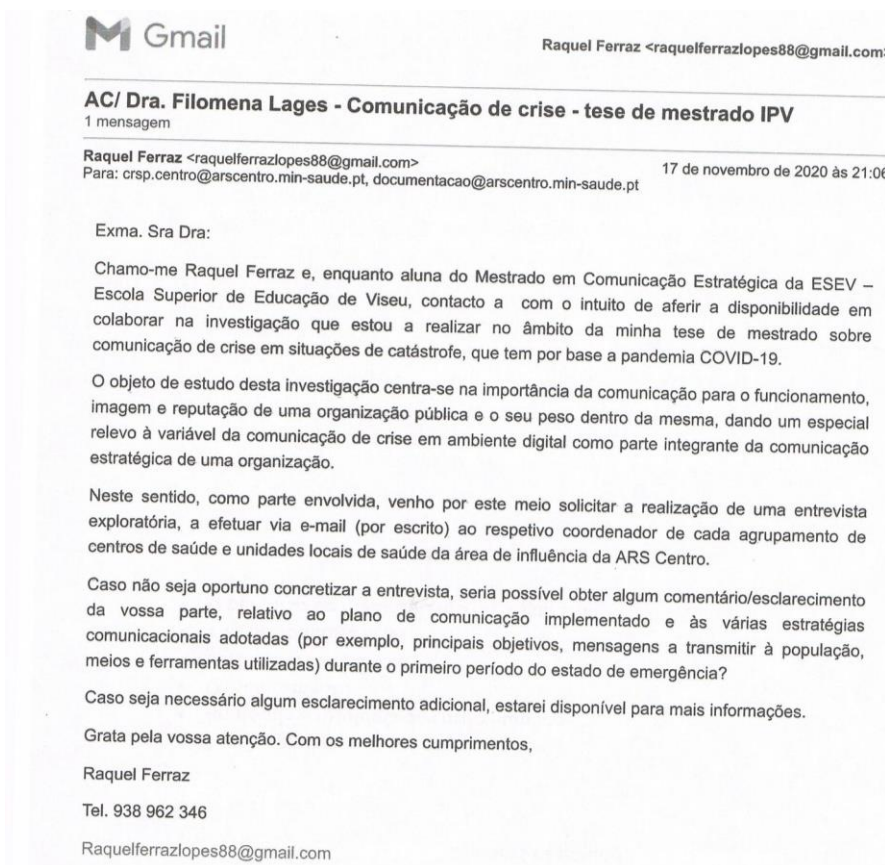 Gmail
Raquel Ferraz <raquelferrazlopes88@gmail.com>
AC/ Dra. Filomena Lages - Comunicação de crise - tese de mestrado IPV
1 mensagem
Raquel Ferraz <raquelferrazlopes88@gmail.com>
17 de novembro de 2020 às 21:06
Para: crsp.centro@arscentro.min-saude.pt, documentacao@arscentro.min-saude.pt
Exma. Sra Dra:
Chamo-me Raquel Ferraz e, enquanto aluna do Mestrado em Comunicação Estratégica da ESEV –
Escola Superior de Educação de Viseu, contacto a com o intuito de aferir a disponibilidade em
colaborar na investigação que estou a realizar no âmbito da minha tese de mestrado sobre
comunicação de crise em situações de catástrofe, que tem por base a pandemia COVID-19.
O objeto de estudo desta investigação centra-se na importância da comunicação para o funcionamento,
imagem e reputação de uma organização pública e o seu peso dentro da mesma, dando um especial
relevo à variável da comunicação de crise em ambiente digital como parte integrante da comunicação
estratégica de uma organização.
Neste sentido, como parte envolvida, venho por este meio solicitar a realização de uma entrevista
exploratória, a efetuar via e-mail (por escrito) ao respetivo coordenador de cada agrupamento de
centros de saúde e unidades locais de saúde da área de influência da ARS Centro.
Caso não seja oportuno concretizar a entrevista, seria possível obter algum comentário/esclarecimento
da vossa parte, relativo ao plano de comunicação implementado e às várias estratégias
comunicacionais adotadas (por exemplo, principais objetivos, mensagens a transmitir à população,
meios e ferramentas utilizadas) durante o primeiro período do estado de emergência?
Caso seja necessário algum esclarecimento adicional, estarei disponível para mais informações.
Grata pela vossa atenção. Com os melhores cumprimentos,
Raquel Ferraz
Tel. 938 962 346
Raquelferrazlopes88@gmail.com